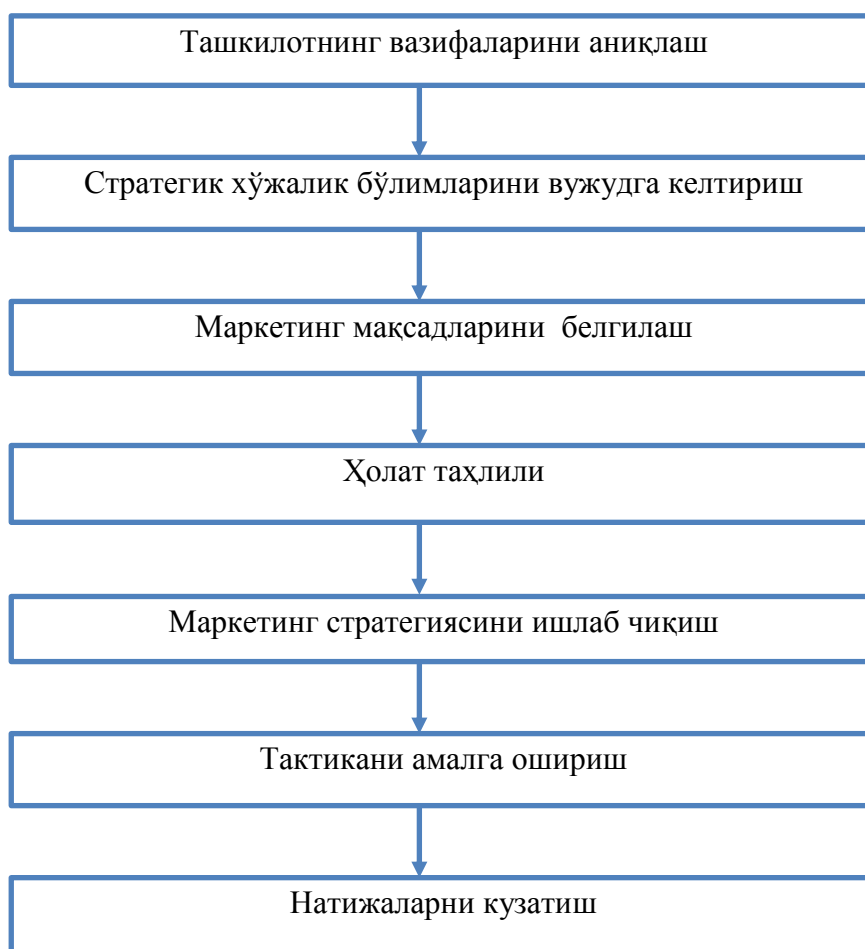 Ташкилотнинг вазифаларини аниқлаш
Стратегик хўжалик бўлимларини вужудга келтириш
Маркетинг мақсадларини белгилаш
Ҳолат таҳлили
Маркетинг стратегиясини ишлаб чиқиш
Тактикани амалга ошириш
Натижаларни кузатиш